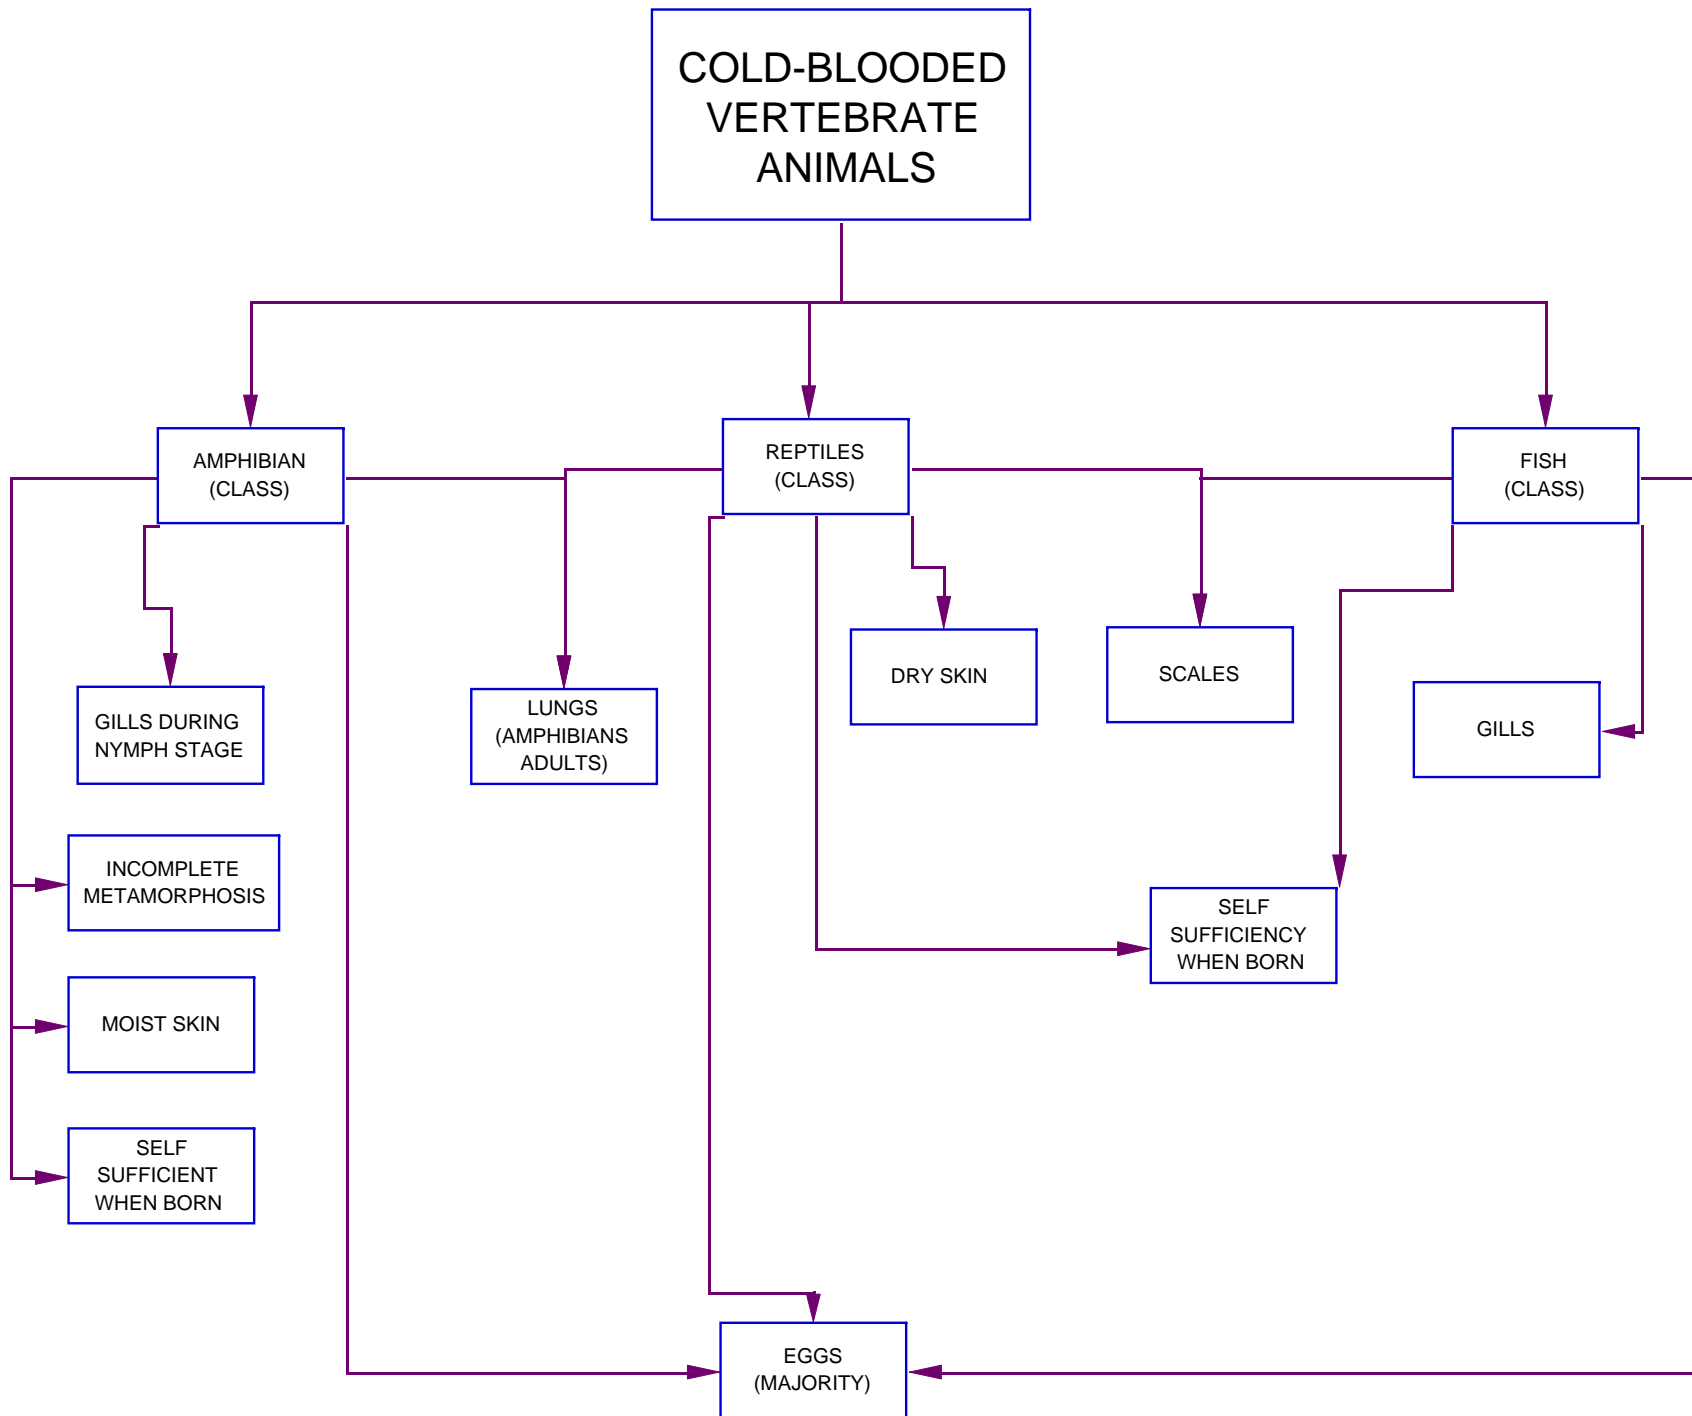 COLD-BLOODED
VERTEBRATE
ANIMALS
AMPHIBIAN
(CLASS)
REPTILES
(CLASS)
FISH
(CLASS)
GILLS DURING
NYMPH STAGE
LUNGS
(AMPHIBIANS
ADULTS)
DRY SKIN
SCALES
GILLS
INCOMPLETE
METAMORPHOSIS
SELF
SUFFICIENCY
WHEN BORN
MOIST SKIN
SELF
SUFFICIENT
WHEN BORN
EGGS
(MAJORITY)